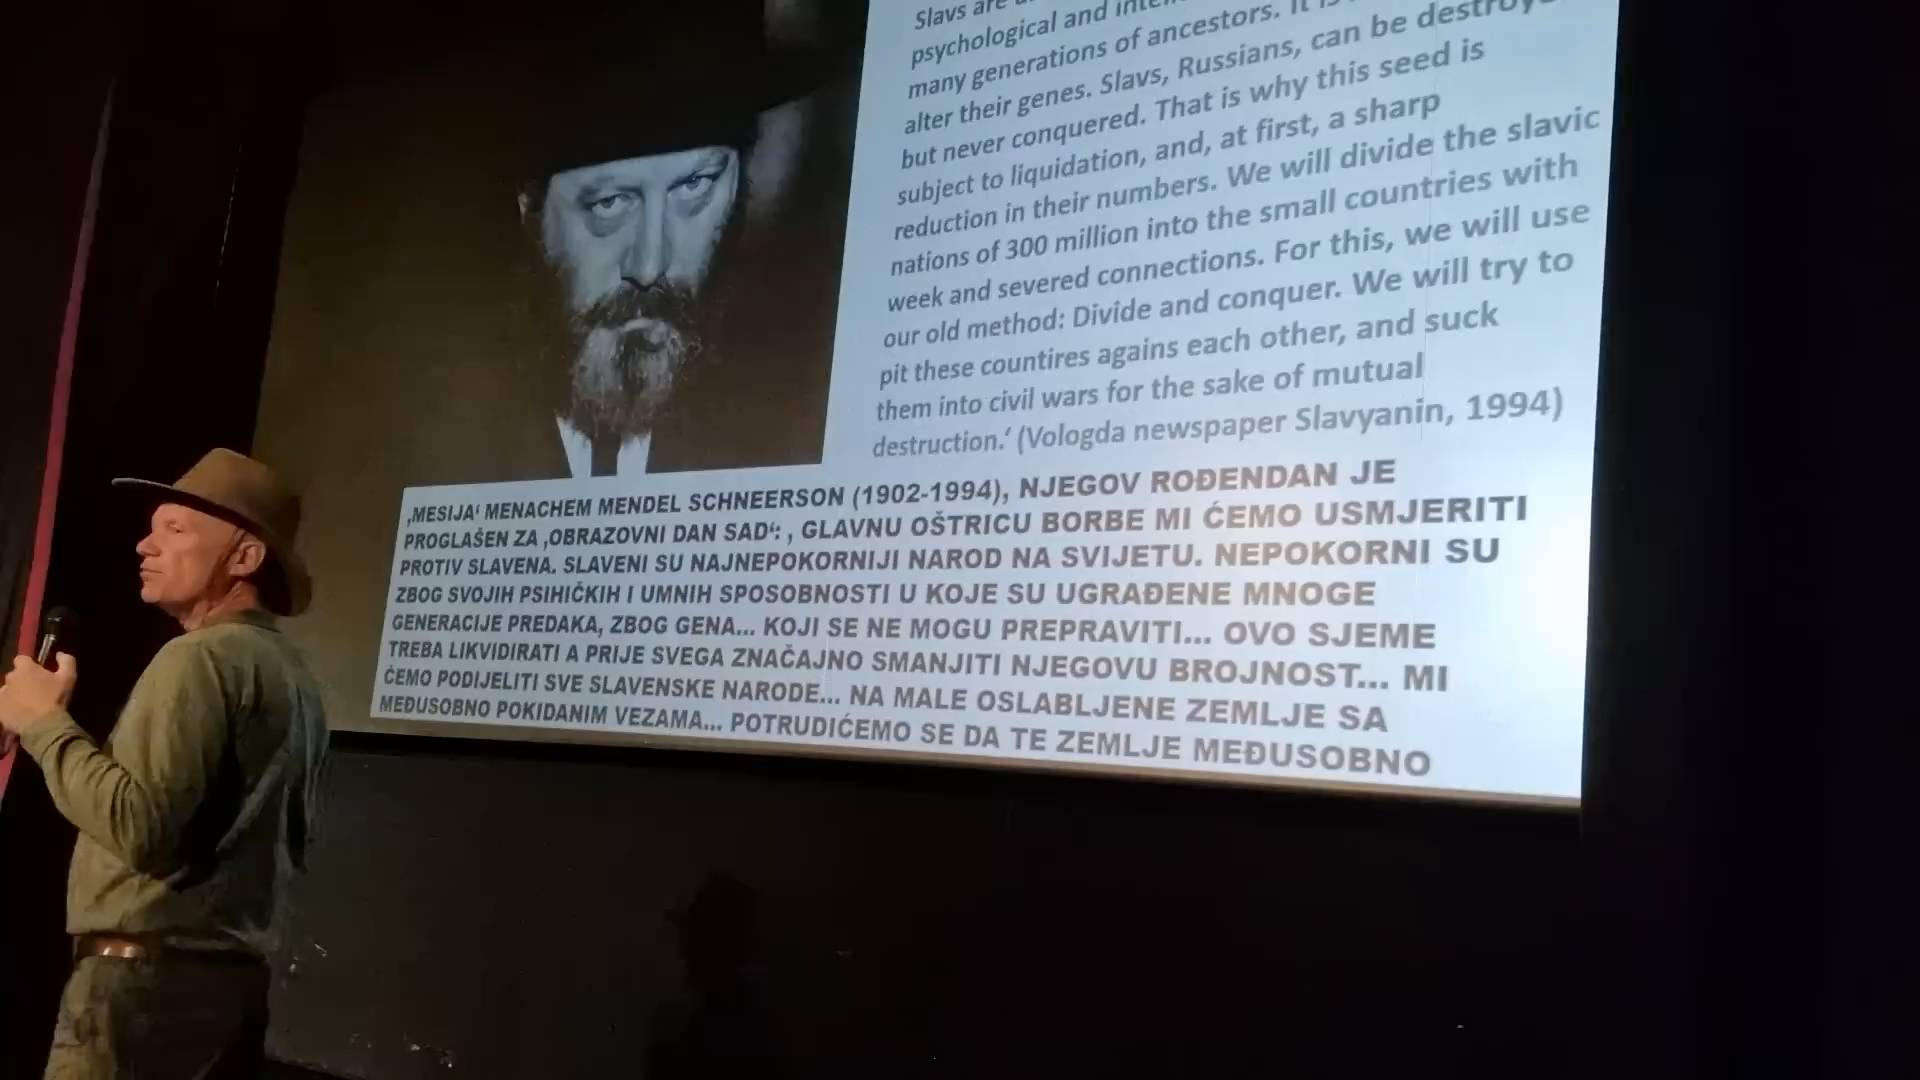 Slavs are
psychological and
many generations of ancestors. It is
alter their genes. Slavs, Russians, can be
but never conquered. That is why this seed is
subject to liquidation, and, at first, a sharp
reduction in their numbers. We will divide the slavic
nations of 300 million into the small countries with
week and severed connections. For this, we will use
our old method: Divide and conquer. We will try to
pit these countires agains each other, and suck
them into civil wars for the sake of mutual
destruction.‘ (Vologda newspaper Slavyanin, 1994)
‚MESIJA‘ MENACHEM MENDEL SCHNEERSON (1902-1994), NJEGOV ROĐENDAN JE
PROGLAŠEN ZA ‚OBRAZOVNI DAN SAD‘: ‚ GLAVNU OŠTRICU BORBE MI ĆEMO USMJERITI
PROTIV SLAVENA. SLAVENI SU NAJNEPOKORNIJI NAROD NA SVIJETU. NEPOKORNI SU
ZBOG SVOJIH PSIHIČKIH I UMNIH SPOSOBNOSTI U KOJE SU UGRAĐENE MNOGE
GENERACIJE PREDAKA, ZBOG GENA... KOJI SE NE MOGU PREPRAVITI... OVO SJEME
TREBA LIKVIDIRATI A PRIJE SVEGA ZNAČAJNO SMANJITI NJEGOVU BROJNOST... MI
ĆEMO PODIJELITI SVE SLAVENSKE NARODE... NA MALE OSLABLJENE ZEMLJE SA
MEĐUSOBNO POKIDANIM VEZAMA... POTRUDIĆEMO SE DA TE ZEMLJE MEĐUSOBNO